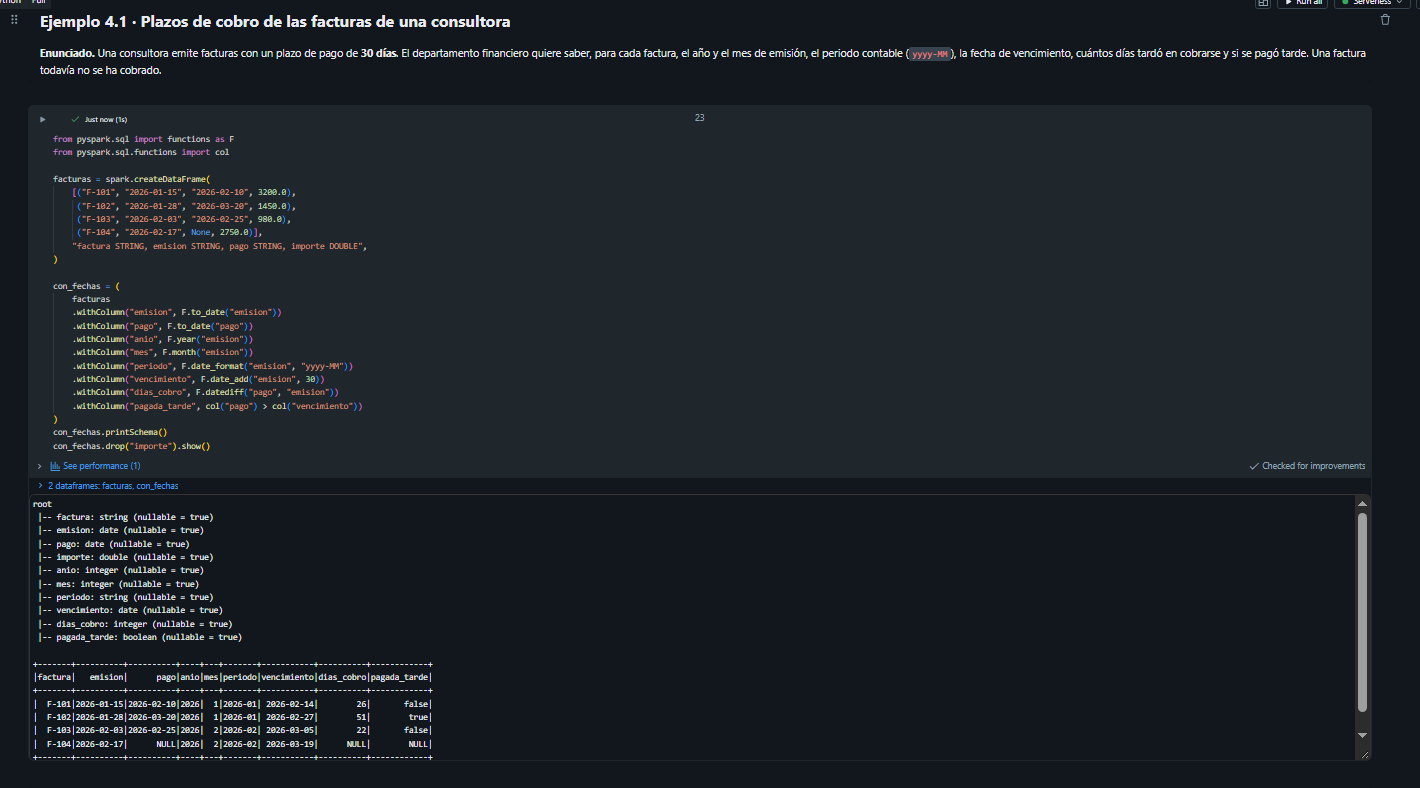 Run all
Serverless
Ejemplo 4.1 · Plazos de cobro de las facturas de una consultora
Enunciado. Una consultora emite facturas con un plazo de pago de 30 días. El departamento financiero quiere saber, para cada factura, el año y el mes de emisión, el periodo contable (yyyy-MM), la fecha de vencimiento, cuántos días tardó en cobrarse y si se pagó tarde. Una factura
todavía no se ha cobrado.
Just now (1s)
23
from pyspark.sql import functions as F
from pyspark.sql.functions import col
facturas = spark.createDataFrame(
    [("F-101", "2026-01-15", "2026-02-10", 3200.0),
     ("F-102", "2026-01-28", "2026-03-20", 1450.0),
     ("F-103", "2026-02-03", "2026-02-25", 980.0),
     ("F-104", "2026-02-17", None, 2750.0)],
    "factura STRING, emision STRING, pago STRING, importe DOUBLE",
)
con_fechas = (
    facturas
    .withColumn("emision", F.to_date("emision"))
    .withColumn("pago", F.to_date("pago"))
    .withColumn("anio", F.year("emision"))
    .withColumn("mes", F.month("emision"))
    .withColumn("periodo", F.date_format("emision", "yyyy-MM"))
    .withColumn("vencimiento", F.date_add("emision", 30))
    .withColumn("dias_cobro", F.datediff("pago", "emision"))
    .withColumn("pagada_tarde", col("pago") > col("vencimiento"))
)
con_fechas.printSchema()
con_fechas.drop("importe").show()
See performance (1)
Checked for improvements
2 dataframes: facturas, con_fechas
root
 |-- factura: string (nullable = true)
 |-- emision: date (nullable = true)
 |-- pago: date (nullable = true)
 |-- importe: double (nullable = true)
 |-- anio: integer (nullable = true)
 |-- mes: integer (nullable = true)
 |-- periodo: string (nullable = true)
 |-- vencimiento: date (nullable = true)
 |-- dias_cobro: integer (nullable = true)
 |-- pagada_tarde: boolean (nullable = true)
+-------+----------+----------+----+---+-------+-----------+----------+------------+
|factura|   emision|      pago|anio|mes|periodo|vencimiento|dias_cobro|pagada_tarde|
+-------+----------+----------+----+---+-------+-----------+----------+------------+
|  F-101|2026-01-15|2026-02-10|2026|  1|2026-01| 2026-02-14|        26|       false|
|  F-102|2026-01-28|2026-03-20|2026|  1|2026-01| 2026-02-27|        51|        true|
|  F-103|2026-02-03|2026-02-25|2026|  2|2026-02| 2026-03-05|        22|       false|
|  F-104|2026-02-17|      NULL|2026|  2|2026-02| 2026-03-19|      NULL|        NULL|
+-------+----------+----------+----+---+-------+-----------+----------+------------+